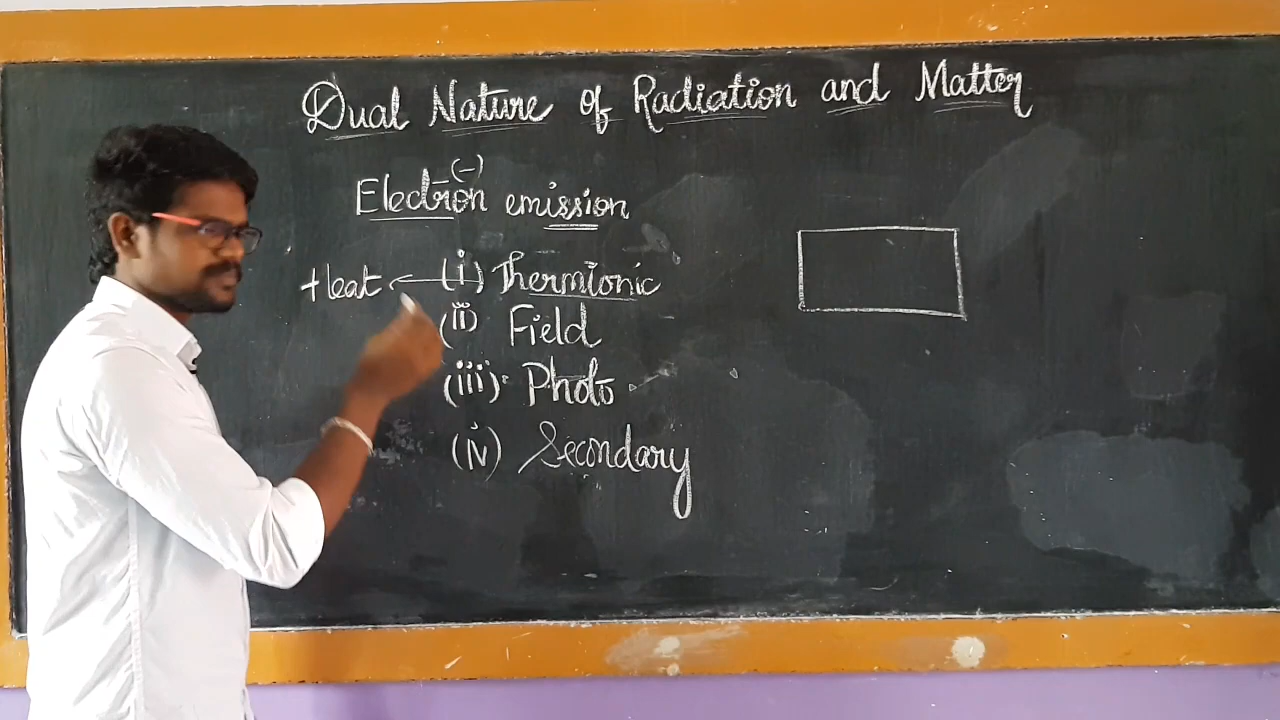 Dual Nature of Radiation and Matter
(-)
Electron emission
Heat ← (i) Thermionic
(ii) Field
(iii) Photo
(iv) Secondary